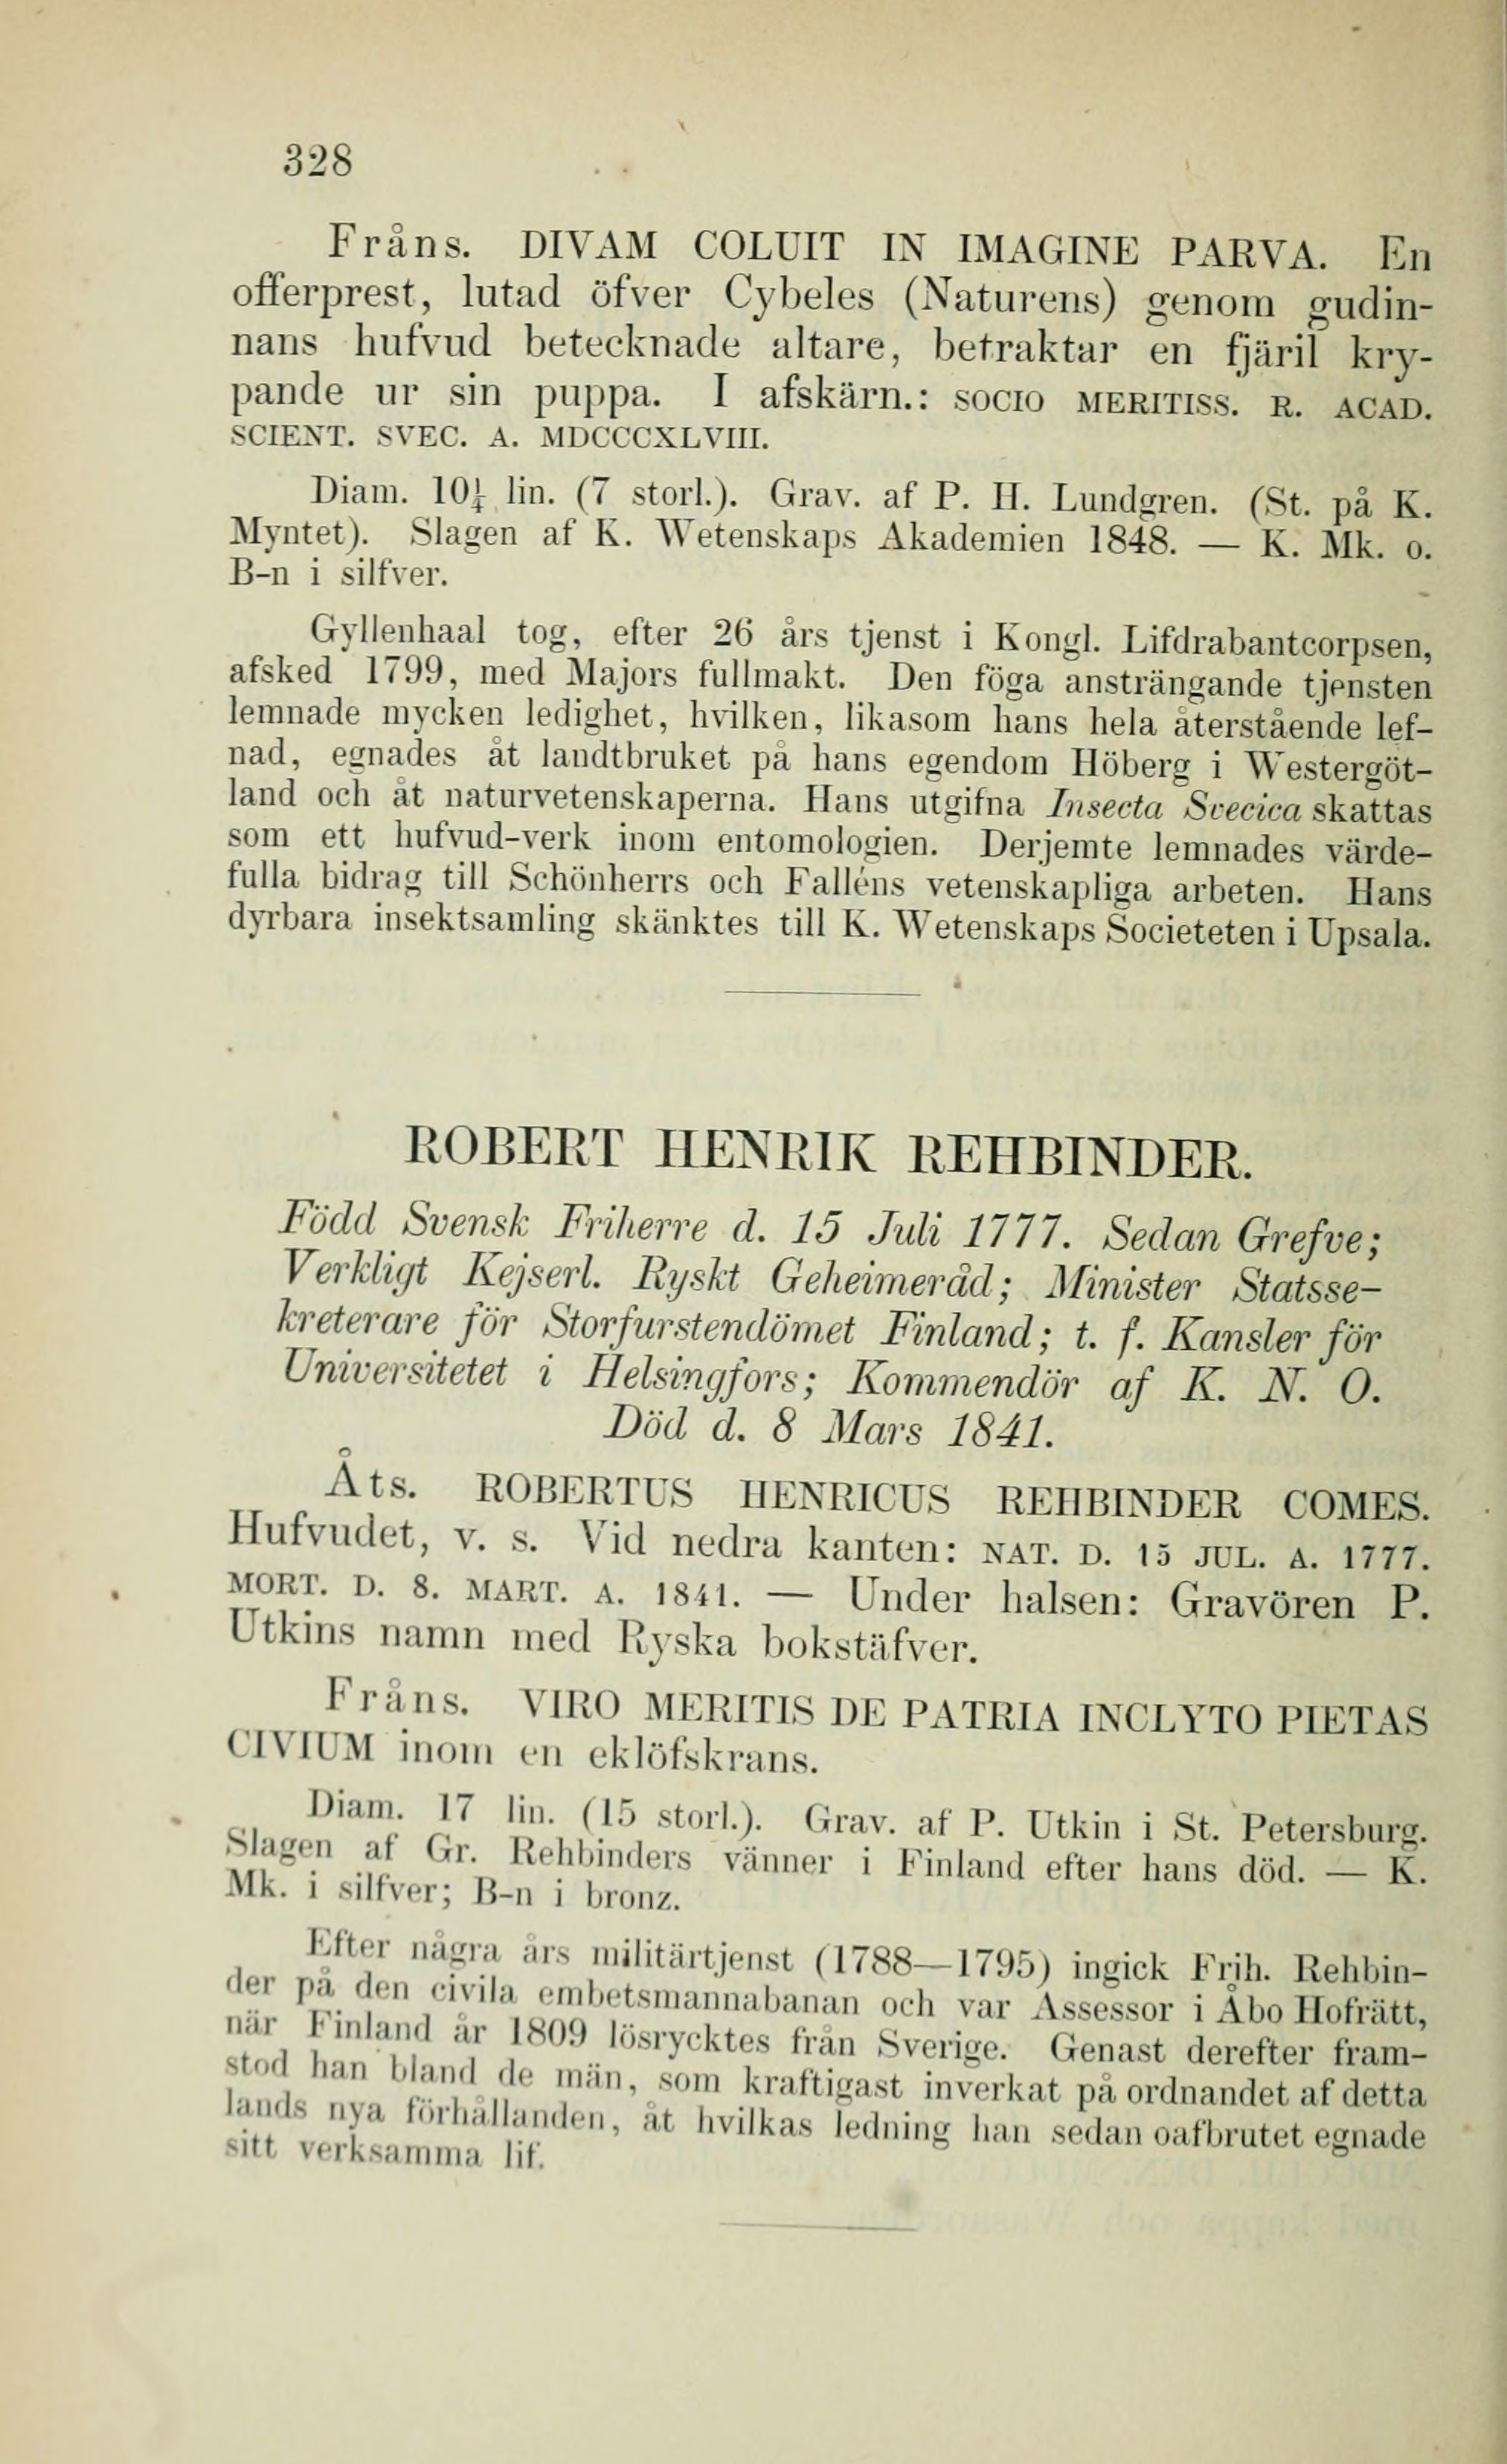 328
Fråns. DIVAM COLUIT IN IMAGINE PARVA. En
offerprest, lutad öfver Cybeles (Naturens) genom gudin-
nans hufvud betecknade altare, betraktar en fjäril kry-
pande ur sin puppa. I afskärn.: SOCIO MERITISS. R. ACAD.
SCIENT. SVEC. A. MDCCCXLVIII.
Diam. 10¼ lin. (7 storl.). Grav. af P. H. Lundgren. (St. på K.
Myntet). Slagen af K. Wetenskaps Akademien 1848. — K. Mk. o.
B-n i silfver.
Gyllenhaal tog, efter 26 års tjenst i Kongl. Lifdrabantcorpsen,
afsked 1799, med Majors fullmakt. Den föga ansträngande tjensten
lemnade mycken ledighet, hvilken, likasom hans hela återstående lef-
nad, egnades åt landtbruket på hans egendom Höberg i Westergöt-
land och åt naturvetenskaperna. Hans utgifna Insecta Svecica skattas
som ett hufvud-verk inom entomologien. Derjemte lemnades värde-
fulla bidrag till Schönherrs och Falléns vetenskapliga arbeten. Hans
dyrbara insektsamling skänktes till K. Wetenskaps Societeten i Upsala.
ROBERT HENRIK REHBINDER.
Född Svensk Friherre d. 15 Juli 1777. Sedan Grefve;
Verkligt Kejserl. Ryskt Geheimeråd; Minister Statsse-
kreterare för Storfurstendömet Finland; t. f. Kansler för
Universitetet i Helsingfors; Kommendör af K. N. O.
Död d. 8 Mars 1841.
Åts. ROBERTUS HENRICUS REHBINDER COMES.
Hufvudet, v. s. Vid nedra kanten: NAT. D. 15 JUL. A. 1777.
MORT. D. 8. MART. A. 1841. — Under halsen: Gravören P.
Utkins namn med Ryska bokstäfver.
Fråns. VIRO MERITIS DE PATRIA INCLYTO PIETAS
CIVIUM inom en eklöfskrans.
Diam. 17 lin. (15 storl.). Grav. af P. Utkin i St. Petersburg.
Slagen af Gr. Rehbinders vänner i Finland efter hans död. — K.
Mk. i silfver; B-n i bronz.
Efter några års militärtjenst (1788—1795) ingick Frih. Rehbin-
der på den civila embetsmannabanan och var Assessor i Åbo Hofrätt,
när Finland år 1809 lösrycktes från Sverige. Genast derefter fram-
stod han bland de män, som kraftigast inverkat på ordnandet af detta
lands nya förhållanden, åt hvilkas ledning han sedan oafbrutet egnade
sitt verksamma lif.